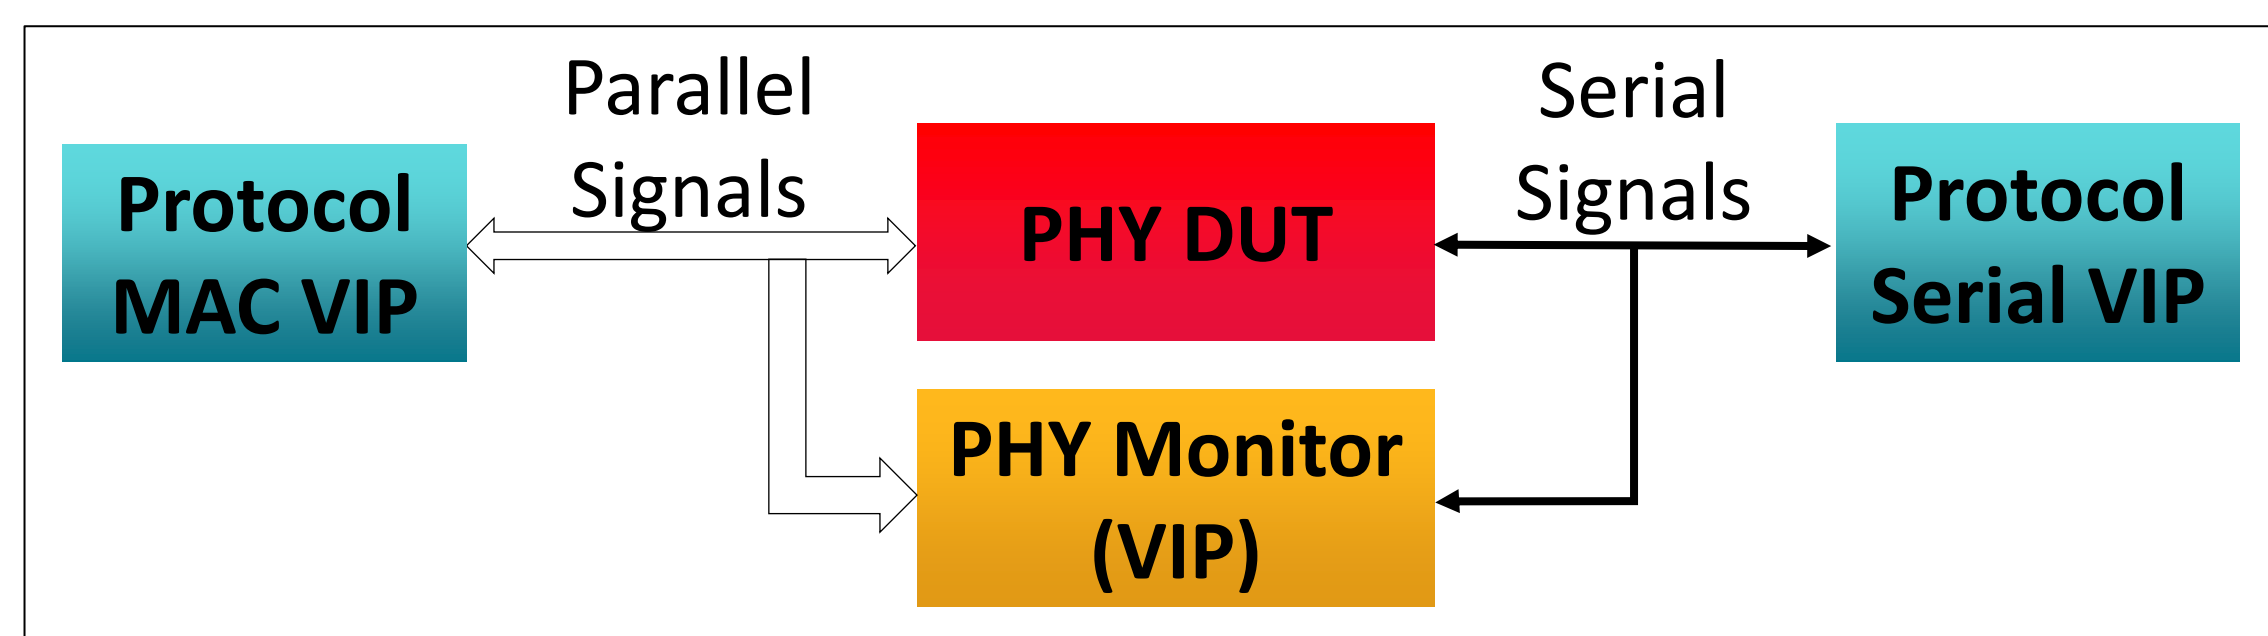 Protocol
MAC VIP
Parallel
Signals
PHY DUT
Serial
Signals
Protocol
Serial VIP
PHY Monitor
(VIP)